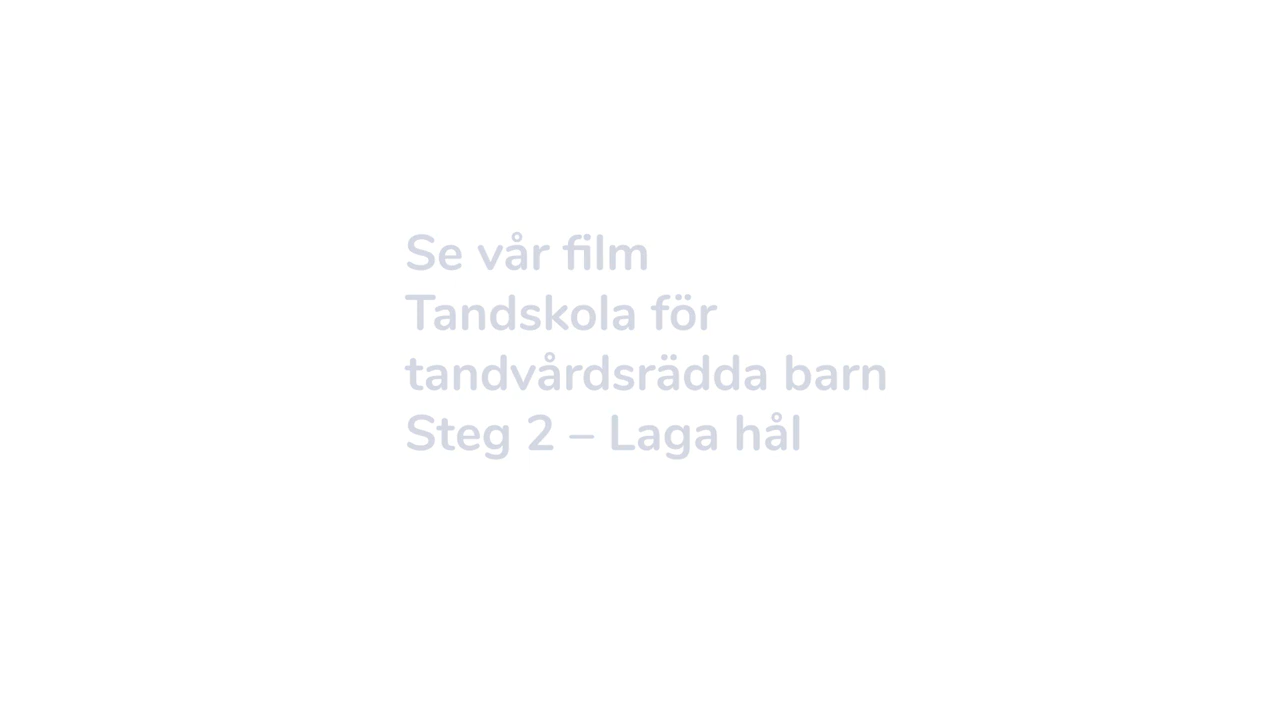 Se vår film
Tandskola för
tandvårdsrädda barn
Steg 2 – Laga hål